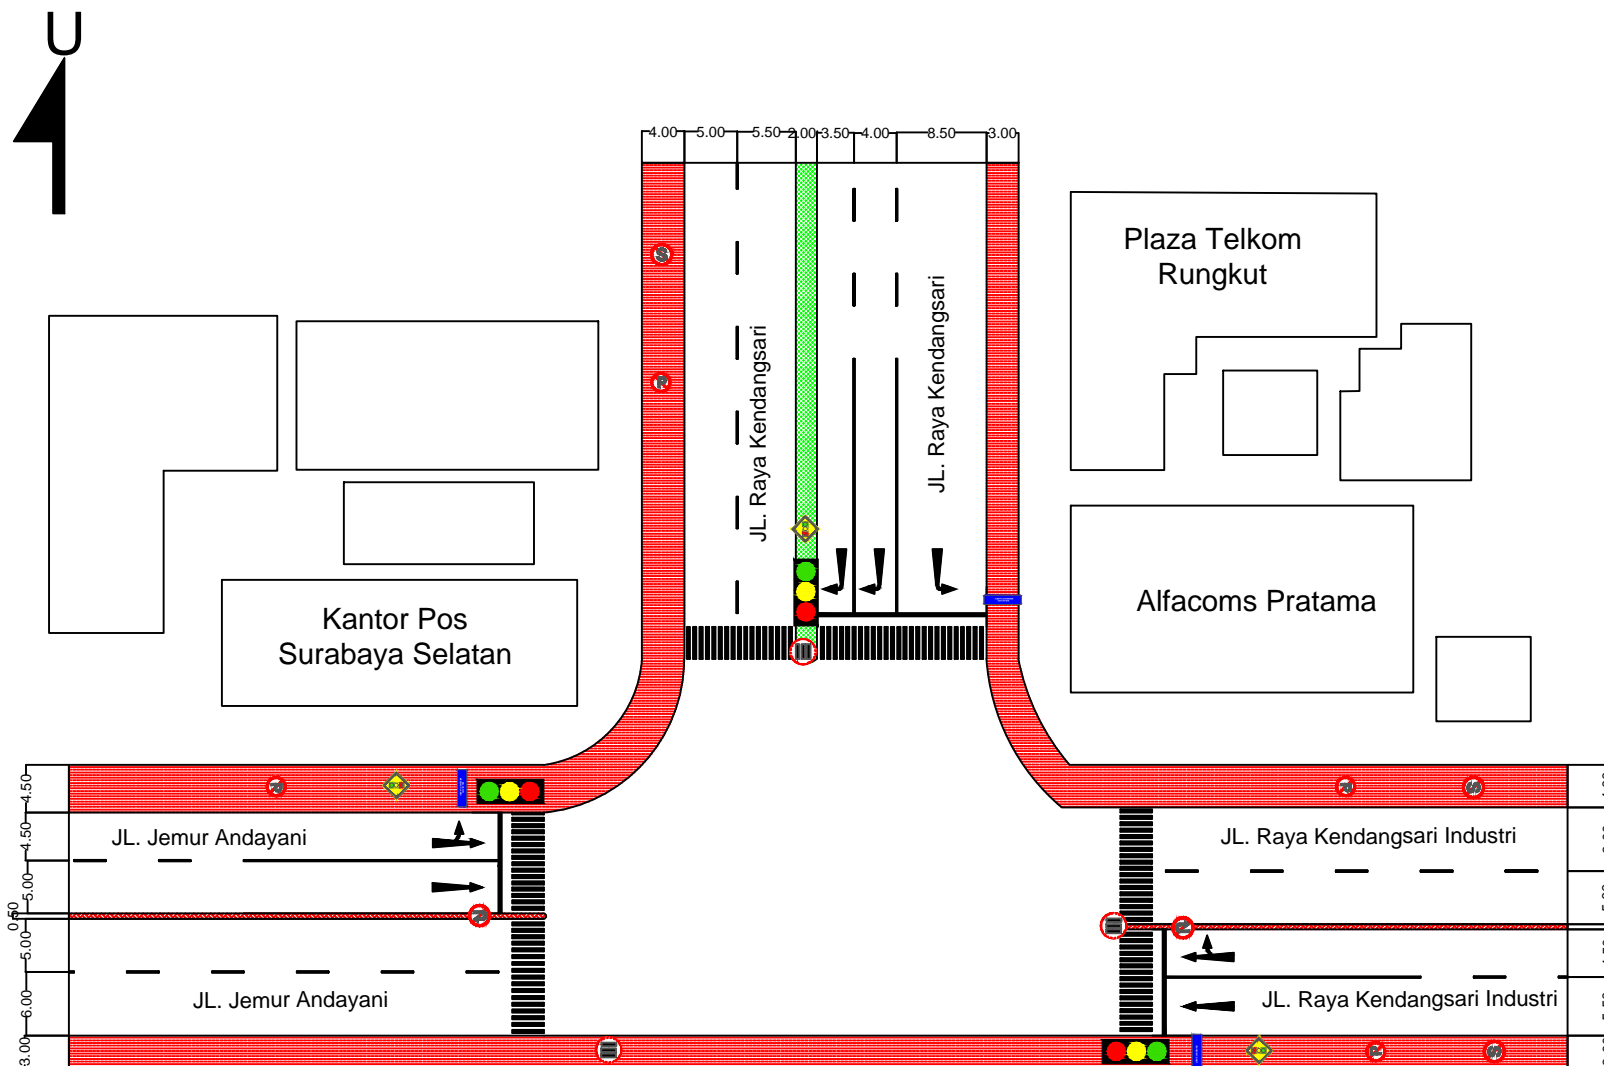 U
4.00 5.00 5.50 2.00 3.50 4.00 8.50 3.00
Plaza Telkom
Rungkut
S
R
JL. Raya Kendangsari
JL. Raya Kendangsari
Kantor Pos
Surabaya Selatan
Alfacoms Pratama
4.50
4.50
5.00
0.50
5.00
6.00
3.00
JL. Jemur Andayani
JL. Raya Kendangsari Industri
JL. Jemur Andayani
JL. Raya Kendangsari Industri